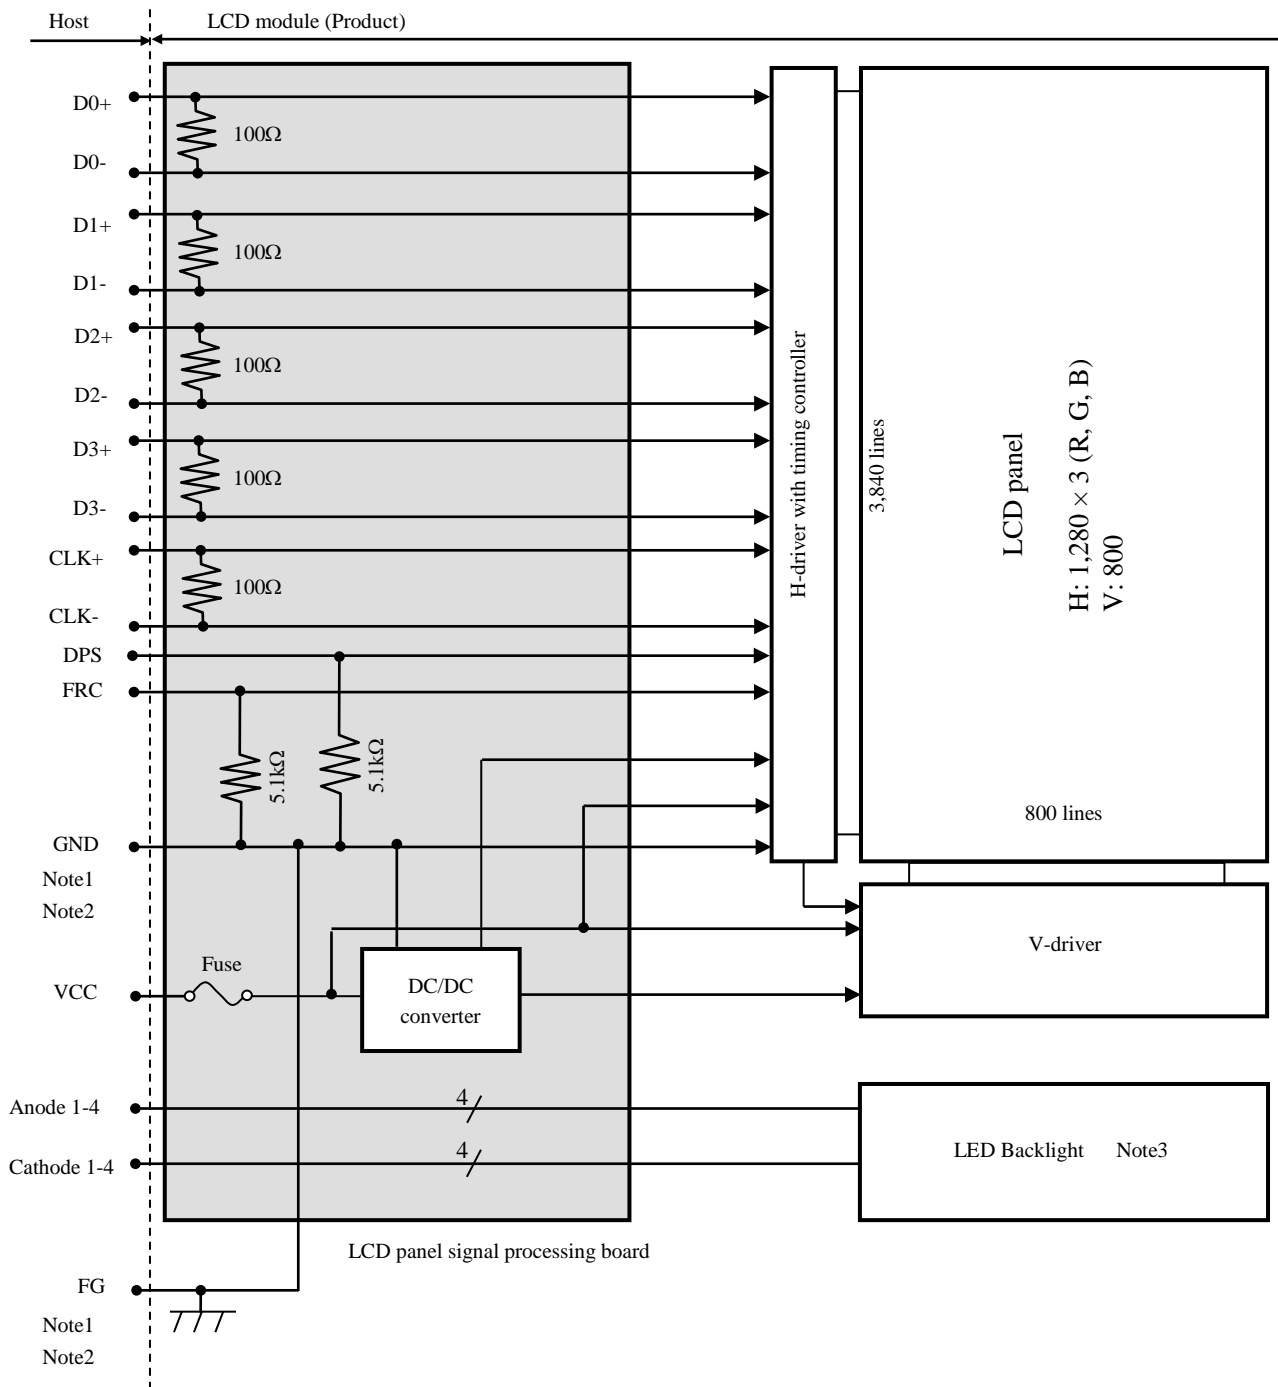 Host
LCD module (Product)
D0+
100Ω
D0-
D1+
100Ω
D1-
D2+
100Ω
D2-
D3+
100Ω
D3-
CLK+
100Ω
CLK-
DPS
FRC
5.1kΩ
5.1kΩ
GND
Note1
Note2
Fuse
VCC
DC/DC
converter
Anode 1-4
4
Cathode 1-4
4
LCD panel signal processing board
FG
Note1
Note2
H-driver with timing controller
3,840 lines
LCD panel
H: 1,280 × 3 (R, G, B)
V: 800
800 lines
V-driver
LED Backlight Note3